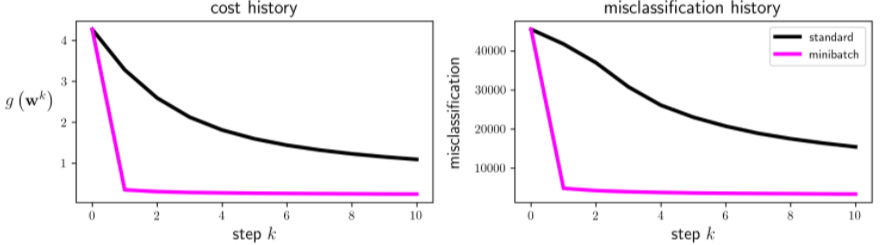 cost history
g (w^k)
4
3
2
1
0 2 4 6 8 10
step k
misclassification history
misclassification
40000
30000
20000
10000
standard
minibatch
0 2 4 6 8 10
step k